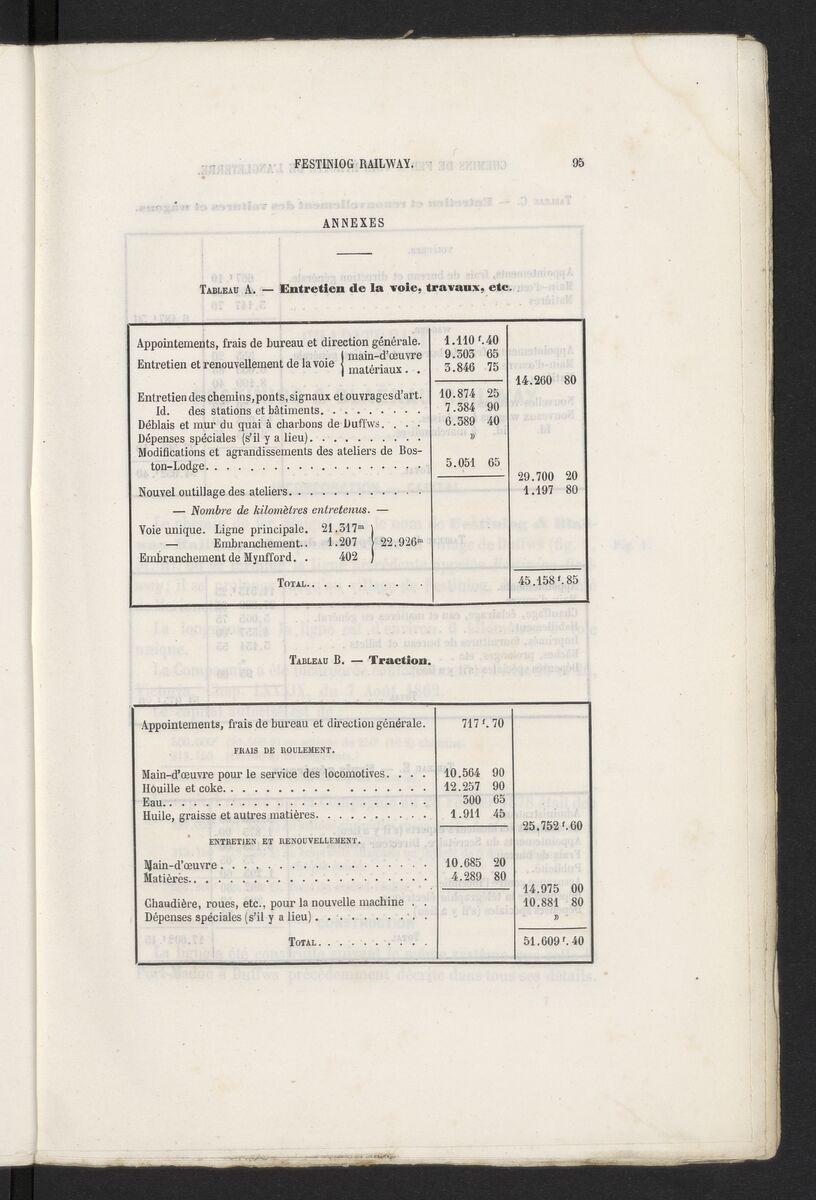 FESTINIOG RAILWAY. 95
ANNEXES
TABLEAU A. — Entretien de la voie, travaux, etc.
Appointements, frais de bureau et direction générale. 1.110 f. 40
Entretien et renouvellement de la voie { main-d'œuvre 9.303 65
matériaux . . 3.846 75
14.260 80
Entretien des chemins, ponts, signaux et ouvrages d'art. 10.874 25
Id. des stations et bâtiments. . . . . . . . . 7.384 90
Déblais et mur du quai à charbons de Duffws. . . . 6.389 40
Dépenses spéciales (s'il y a lieu). . . . . . . . . »
Modifications et agrandissements des ateliers de Bos-
ton-Lodge. . . . . . . . . . . . . . . . . . 5.051 65
29.700 20
Nouvel outillage des ateliers. . . . . . . . . . . . 1.197 80
— Nombre de kilomètres entretenus. —
Voie unique. Ligne principale. 21.317m
— Embranchement. . 1.207 } 22.926m
Embranchement de Mynfford. . 402
TOTAL. . . . . . . . . . 45.158 f. 85
TABLEAU B. — Traction.
Appointements, frais de bureau et direction générale. 717 f. 70
FRAIS DE ROULEMENT.
Main-d'œuvre pour le service des locomotives. . . . 10.564 90
Houille et coke. . . . . . . . . . . . . . . . . 12.257 90
Eau. . . . . . . . . . . . . . . . . . . . . . 300 65
Huile, graisse et autres matières. . . . . . . . . . 1.911 45
25.752 f. 60
ENTRETIEN ET RENOUVELLEMENT.
Main-d'œuvre . . . . . . . . . . . . . . . . . 10.685 20
Matières. . . . . . . . . . . . . . . . . . . . 4.289 80
14.975 00
Chaudière, roues, etc., pour la nouvelle machine . . 10.881 80
Dépenses spéciales (s'il y a lieu) . . . . . . . . . »
TOTAL. . . . . . . . . . 51.609 f. 40